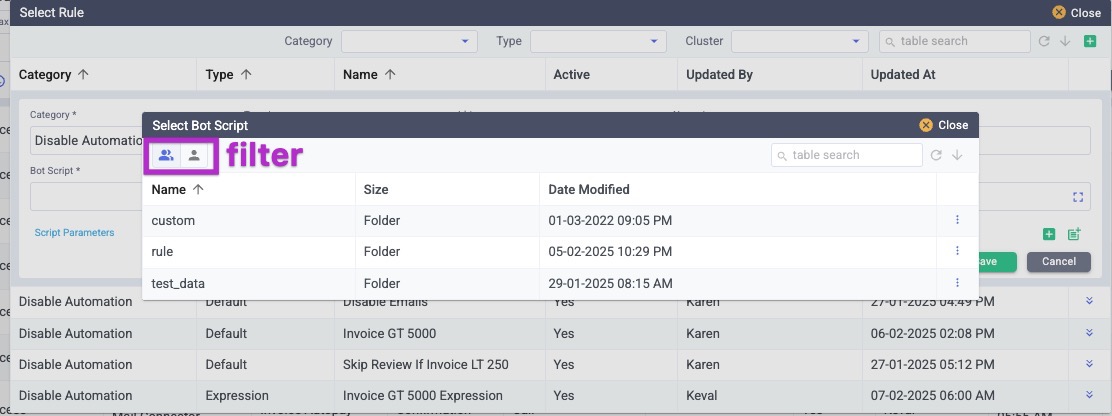 Select Rule
Close
Category
Type
Cluster
table search
Category
Type
Name
Active
Updated By
Updated At
Category *
Disable Automatio
Bot Script *
Script Parameters
Select Bot Script
Close
filter
table search
Name
Size
Date Modified
custom
Folder
01-03-2022 09:05 PM
rule
Folder
05-02-2025 10:29 PM
test_data
Folder
29-01-2025 08:15 AM
ave
Cancel
Disable Automation
Default
Disable Emails
Yes
Karen
27-01-2025 04:49 PM
Disable Automation
Default
Invoice GT 5000
Yes
Karen
06-02-2025 02:08 PM
Disable Automation
Default
Skip Review If Invoice LT 250
Yes
Karen
27-01-2025 05:12 PM
Disable Automation
Expression
Invoice GT 5000 Expression
Yes
Keval
07-02-2025 06:00 AM